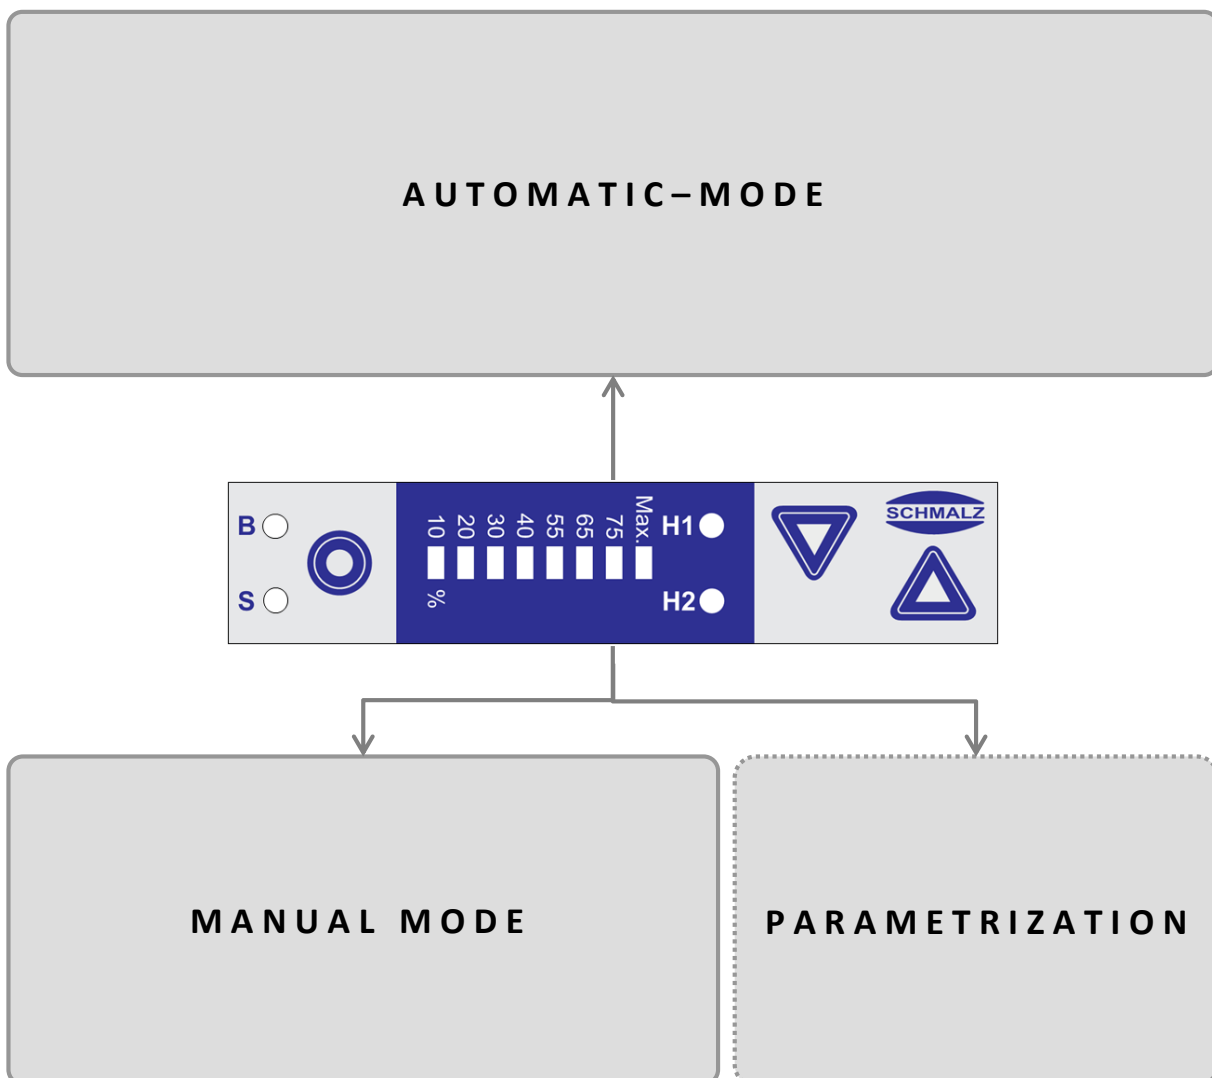 AUTOMATIC–MODE
B
S
10 20 30 40 55 65 75 Max.
%
H1
H2
SCHMALZ
MANUAL MODE
PARAMETRIZATION